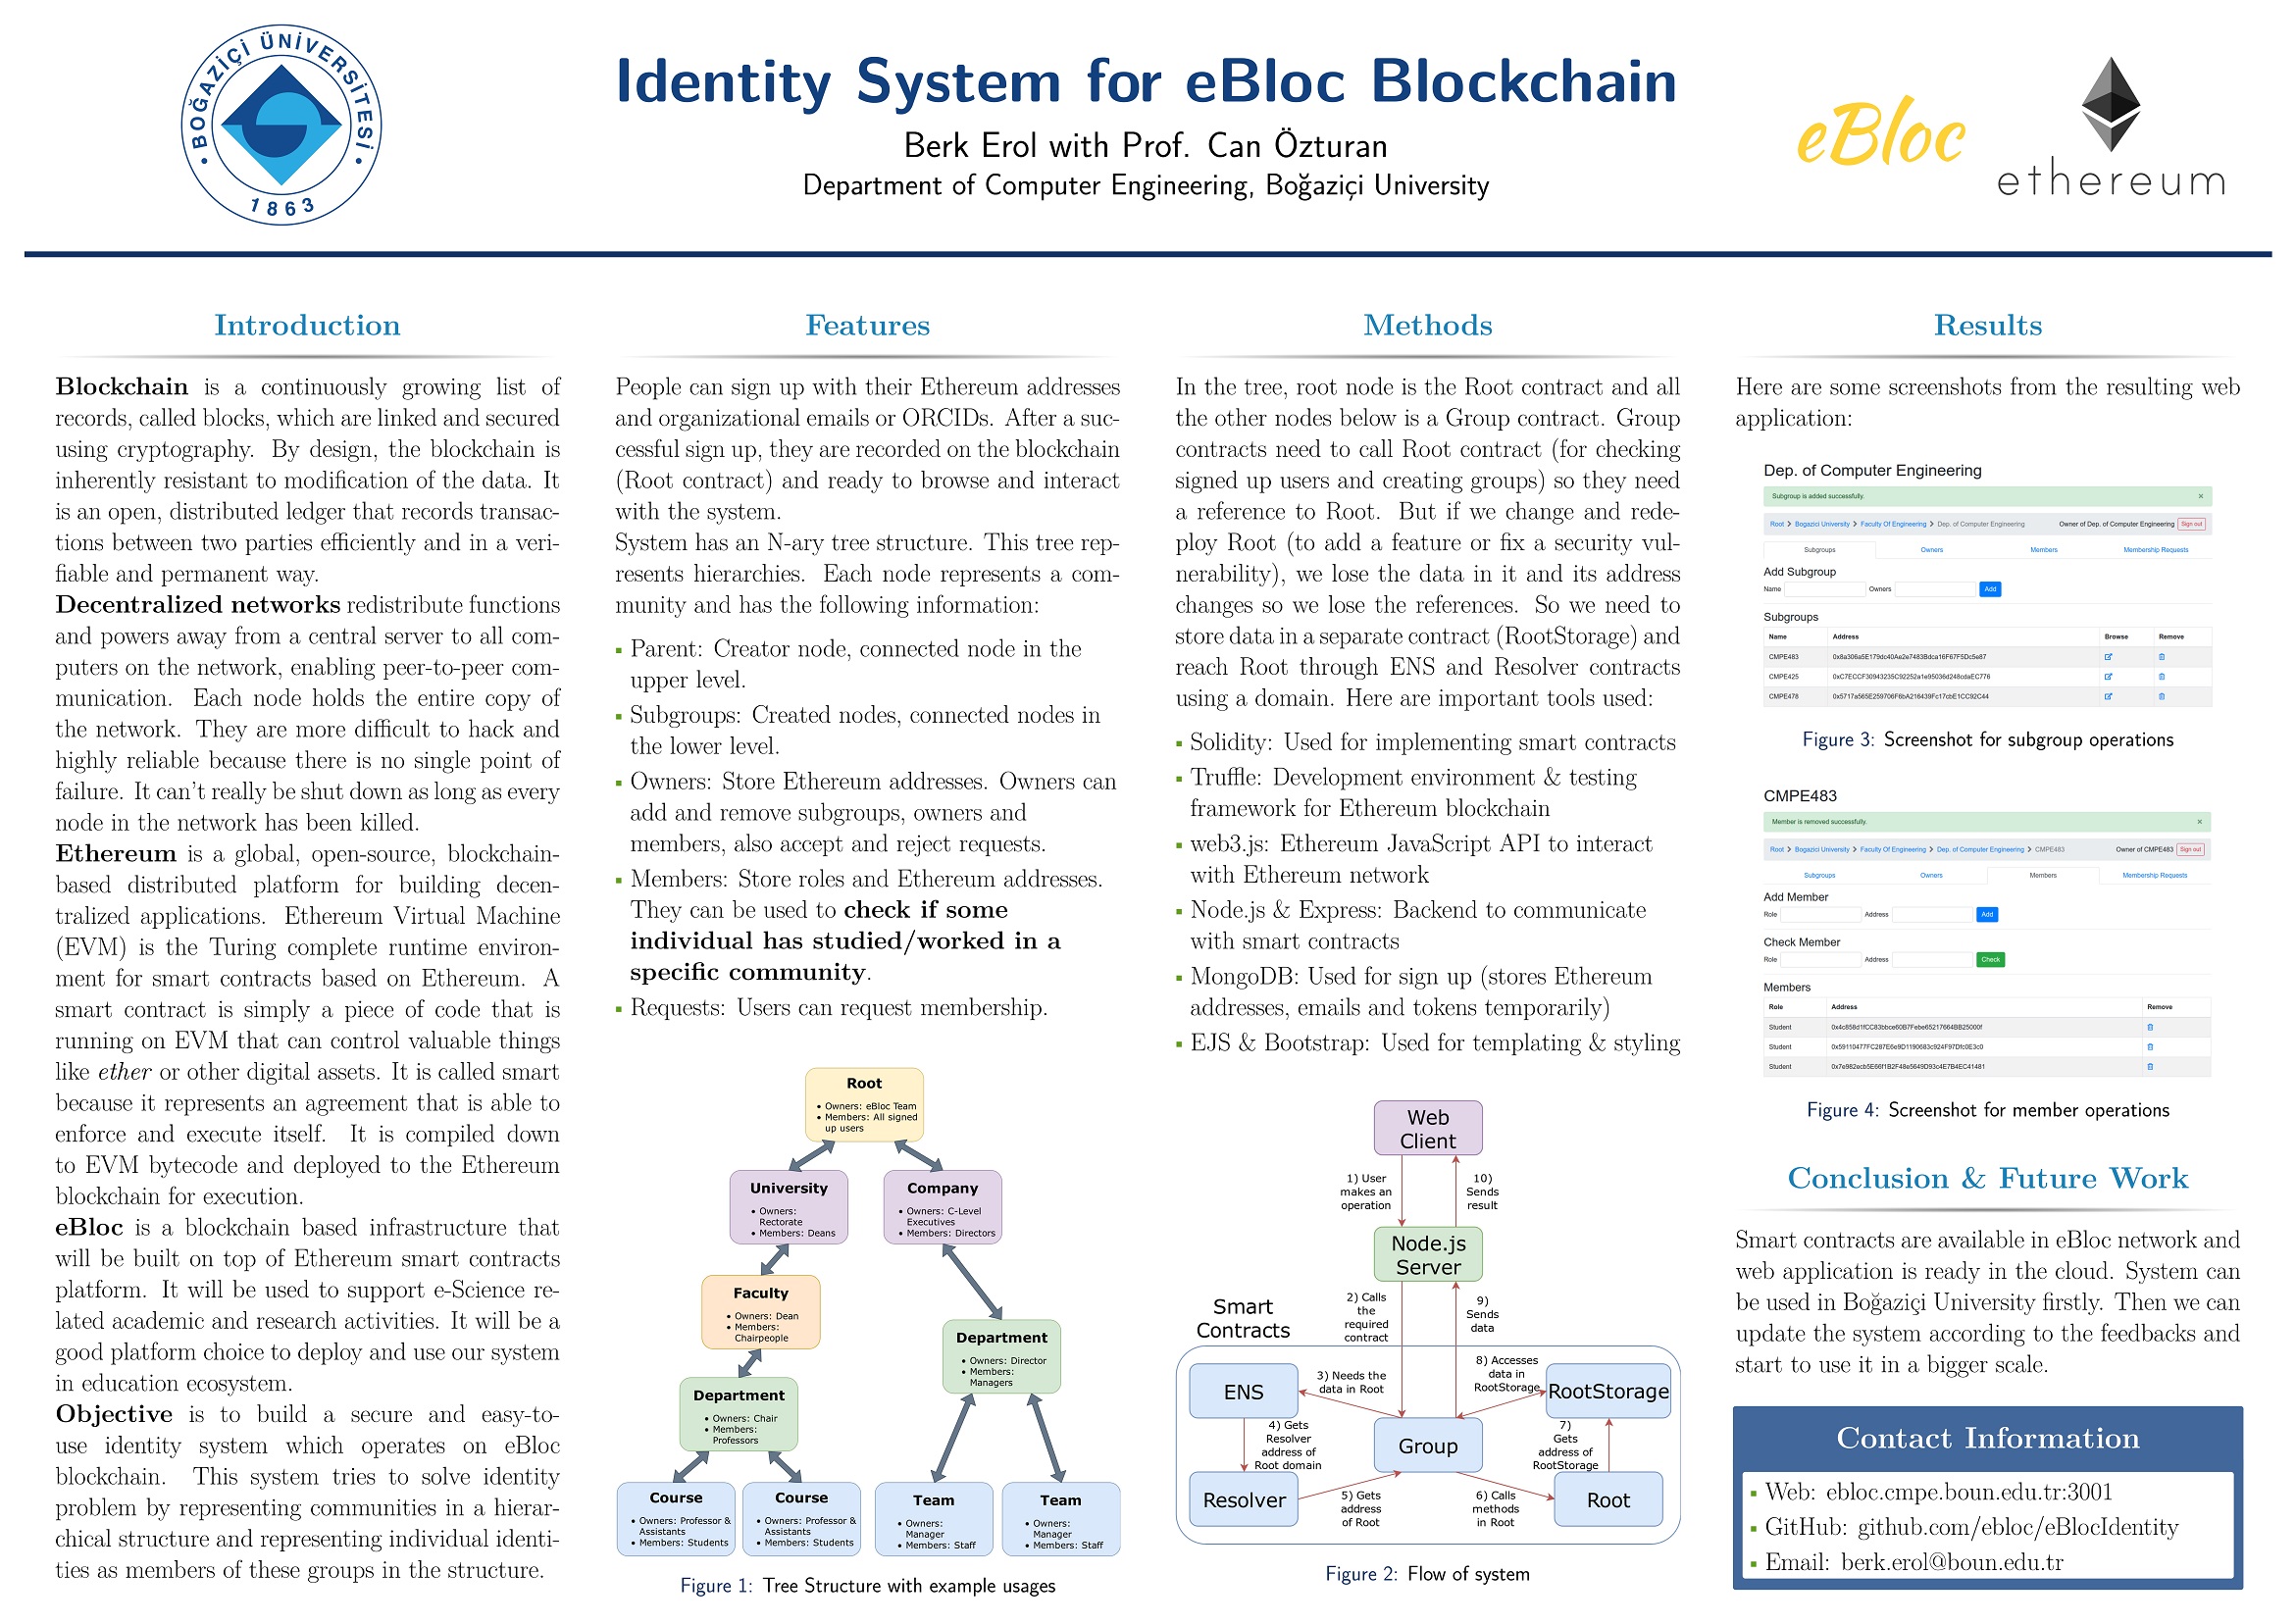 BOĞAZİÇİ ÜNİVERSİTESİ
1863
Identity System for eBloc Blockchain
Berk Erol with Prof. Can Özturan
Department of Computer Engineering, Boğaziçi University
eBloc
ethereum
Introduction
Blockchain is a continuously growing list of
records, called blocks, which are linked and secured
using cryptography. By design, the blockchain is
inherently resistant to modification of the data. It
is an open, distributed ledger that records transac-
tions between two parties efficiently and in a veri-
fiable and permanent way.
Decentralized networks redistribute functions
and powers away from a central server to all com-
puters on the network, enabling peer-to-peer com-
munication. Each node holds the entire copy of
the network. They are more difficult to hack and
highly reliable because there is no single point of
failure. It can't really be shut down as long as every
node in the network has been killed.
Ethereum is a global, open-source, blockchain-
based distributed platform for building decen-
tralized applications. Ethereum Virtual Machine
(EVM) is the Turing complete runtime environ-
ment for smart contracts based on Ethereum. A
smart contract is simply a piece of code that is
running on EVM that can control valuable things
like ether or other digital assets. It is called smart
because it represents an agreement that is able to
enforce and execute itself. It is compiled down
to EVM bytecode and deployed to the Ethereum
blockchain for execution.
eBloc is a blockchain based infrastructure that
will be built on top of Ethereum smart contracts
platform. It will be used to support e-Science re-
lated academic and research activities. It will be a
good platform choice to deploy and use our system
in education ecosystem.
Objective is to build a secure and easy-to-
use identity system which operates on eBloc
blockchain. This system tries to solve identity
problem by representing communities in a hierar-
chical structure and representing individual identi-
ties as members of these groups in the structure.
Features
People can sign up with their Ethereum addresses
and organizational emails or ORCIDs. After a suc-
cessful sign up, they are recorded on the blockchain
(Root contract) and ready to browse and interact
with the system.
System has an N-ary tree structure. This tree rep-
resents hierarchies. Each node represents a com-
munity and has the following information:
Parent: Creator node, connected node in the
upper level.
Subgroups: Created nodes, connected nodes in
the lower level.
Owners: Store Ethereum addresses. Owners can
add and remove subgroups, owners and
members, also accept and reject requests.
Members: Store roles and Ethereum addresses.
They can be used to check if some
individual has studied/worked in a
specific community.
Requests: Users can request membership.
Root
• Owners: eBloc Team
• Members: All signed
up users
University
• Owners:
Rectorate
• Members: Deans
Company
• Owners: C-Level
Executives
• Members: Directors
Faculty
• Owners: Dean
• Members:
Chairpeople
Department
• Owners: Director
• Members:
Managers
Department
• Owners: Chair
• Members:
Professors
Course
• Owners: Professor &
Assistants
• Members: Students
Course
• Owners: Professor &
Assistants
• Members: Students
Team
• Owners:
Manager
• Members: Staff
Team
• Owners:
Manager
• Members: Staff
Figure 1: Tree Structure with example usages
Methods
In the tree, root node is the Root contract and all
the other nodes below is a Group contract. Group
contracts need to call Root contract (for checking
signed up users and creating groups) so they need
a reference to Root. But if we change and rede-
ploy Root (to add a feature or fix a security vul-
nerability), we lose the data in it and its address
changes so we lose the references. So we need to
store data in a separate contract (RootStorage) and
reach Root through ENS and Resolver contracts
using a domain. Here are important tools used:
Solidity: Used for implementing smart contracts
Truffle: Development environment & testing
framework for Ethereum blockchain
web3.js: Ethereum JavaScript API to interact
with Ethereum network
Node.js & Express: Backend to communicate
with smart contracts
MongoDB: Used for sign up (stores Ethereum
addresses, emails and tokens temporarily)
EJS & Bootstrap: Used for templating & styling
Web
Client
1) User
makes an
operation
10)
Sends
result
Node.js
Server
2) Calls
the
required
contract
9)
Sends
data
Smart
Contracts
ENS
3) Needs the
data in Root
8) Accesses
data in
RootStorage
RootStorage
4) Gets
Resolver
address of
Root domain
Group
7)
Gets
address of
RootStorage
Resolver
5) Gets
address
of Root
6) Calls
methods
in Root
Root
Figure 2: Flow of system
Results
Here are some screenshots from the resulting web
application:
Dep. of Computer Engineering
Subgroup is added successfully. ×
Root > Bogazici University > Faculty Of Engineering > Dep. of Computer Engineering Owner of Dep. of Computer Engineering Sign out
Subgroups Owners Members Membership Requests
Add Subgroup
Name Owners Add
Subgroups
Name Address Browse Remove
CMPE483
CMPE425
CMPE478
Figure 3: Screenshot for subgroup operations
CMPE483
Member is removed successfully. ×
Root > Bogazici University > Faculty Of Engineering > Dep. of Computer Engineering > CMPE483 Owner of CMPE483 Sign out
Subgroups Owners Members Membership Requests
Add Member
Role Address Add
Check Member
Role Address Check
Members
Role Address Remove
Student
Student
Student
Figure 4: Screenshot for member operations
Conclusion & Future Work
Smart contracts are available in eBloc network and
web application is ready in the cloud. System can
be used in Boğaziçi University firstly. Then we can
update the system according to the feedbacks and
start to use it in a bigger scale.
Contact Information
Web: ebloc.cmpe.boun.edu.tr:3001
GitHub: github.com/ebloc/eBlocIdentity
Email: berk.erol@boun.edu.tr